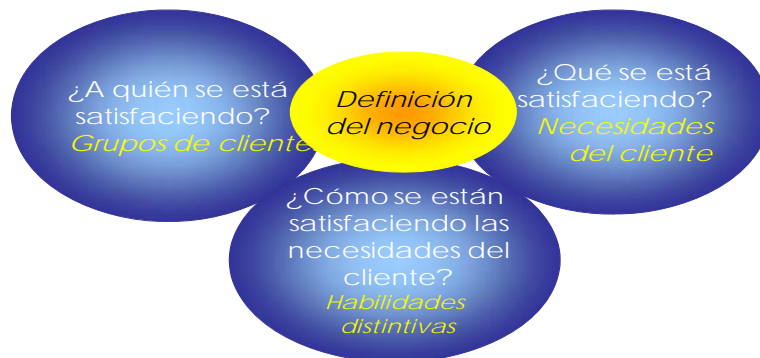 ¿A quién se está
satisfaciendo?
Grupos de cliente
Definición
del negocio
¿Qué se está
satisfaciendo?
Necesidades
del cliente
¿Cómo se están
satisfaciendo las
necesidades del
cliente?
Habilidades
distintivas